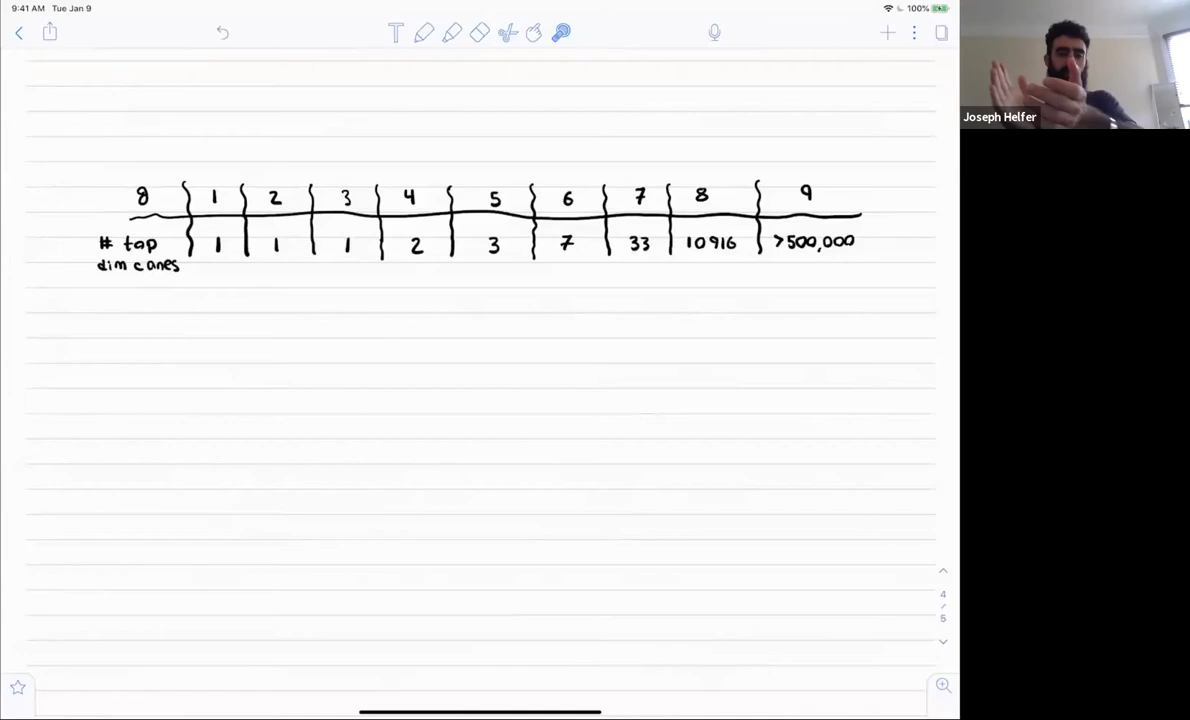 9:41 AM Tue Jan 9
100%
Joseph Helfer
g 1 2 3 4 5 6 7 8 9
# top 1 1 1 2 3 7 33 10916 >500,000
dim cones
4
/
5